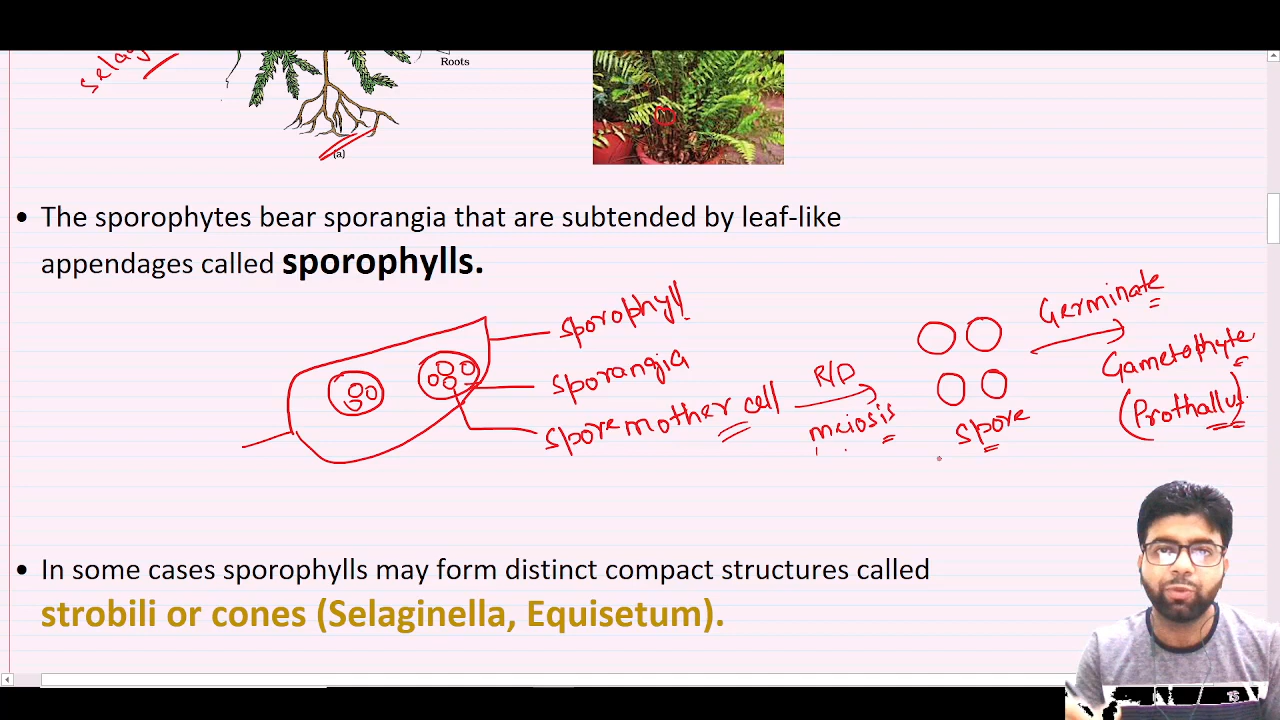 Roots
(a)
• The sporophytes bear sporangia that are subtended by leaf-like
appendages called sporophylls.
sporophyll
sporangia
spore mother cell
R/D
meiosis
spore
Germinate
Gametophyte
(Prothallus)
• In some cases sporophylls may form distinct compact structures called
strobili or cones (Selaginella, Equisetum).